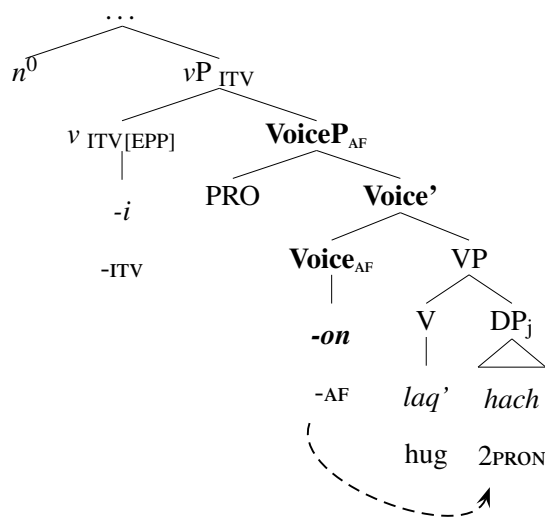 ...
n⁰ vP ITV
v ITV[EPP] VoiceP AF
-i PRO Voice’
-ITV Voice AF VP
-on V DPj
-AF laq’ hach
hug 2PRON